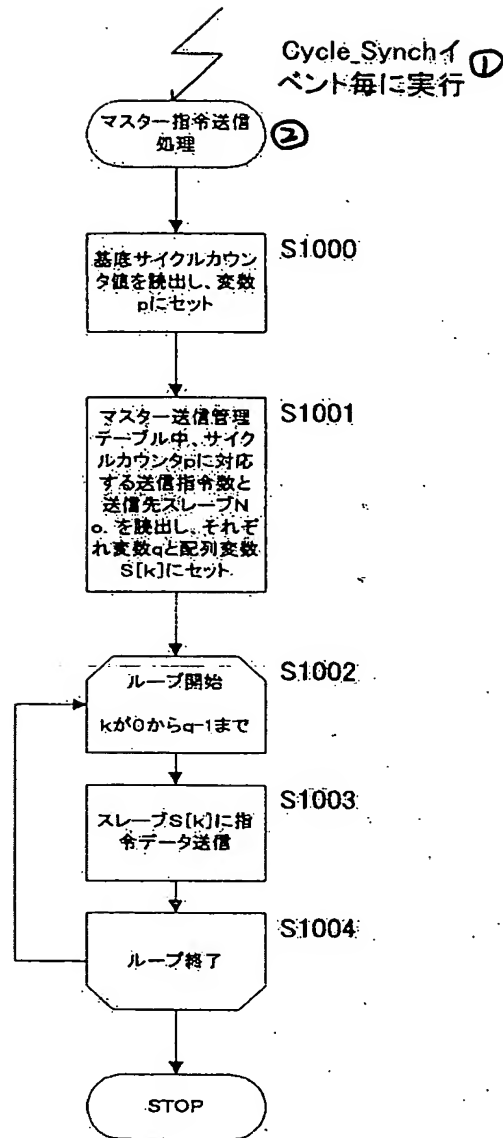 Cycle_Synchイ ①
ベント毎に実行
マスター指令送信
処理
②
S1000
基底サイクルカウン
タ値を読出し、変数
pにセット
S1001
マスター送信管理
テーブル中、サイク
ルカウンタpに対応
する送信指令数と
送信先スレーブN
o. を読出し、それぞ
れ変数qと配列変数
S[k]にセット.
S1002
ループ開始
kが0からq-1まで
S1003
スレーブS[k]に指
令データ送信
S1004
ループ終了
STOP